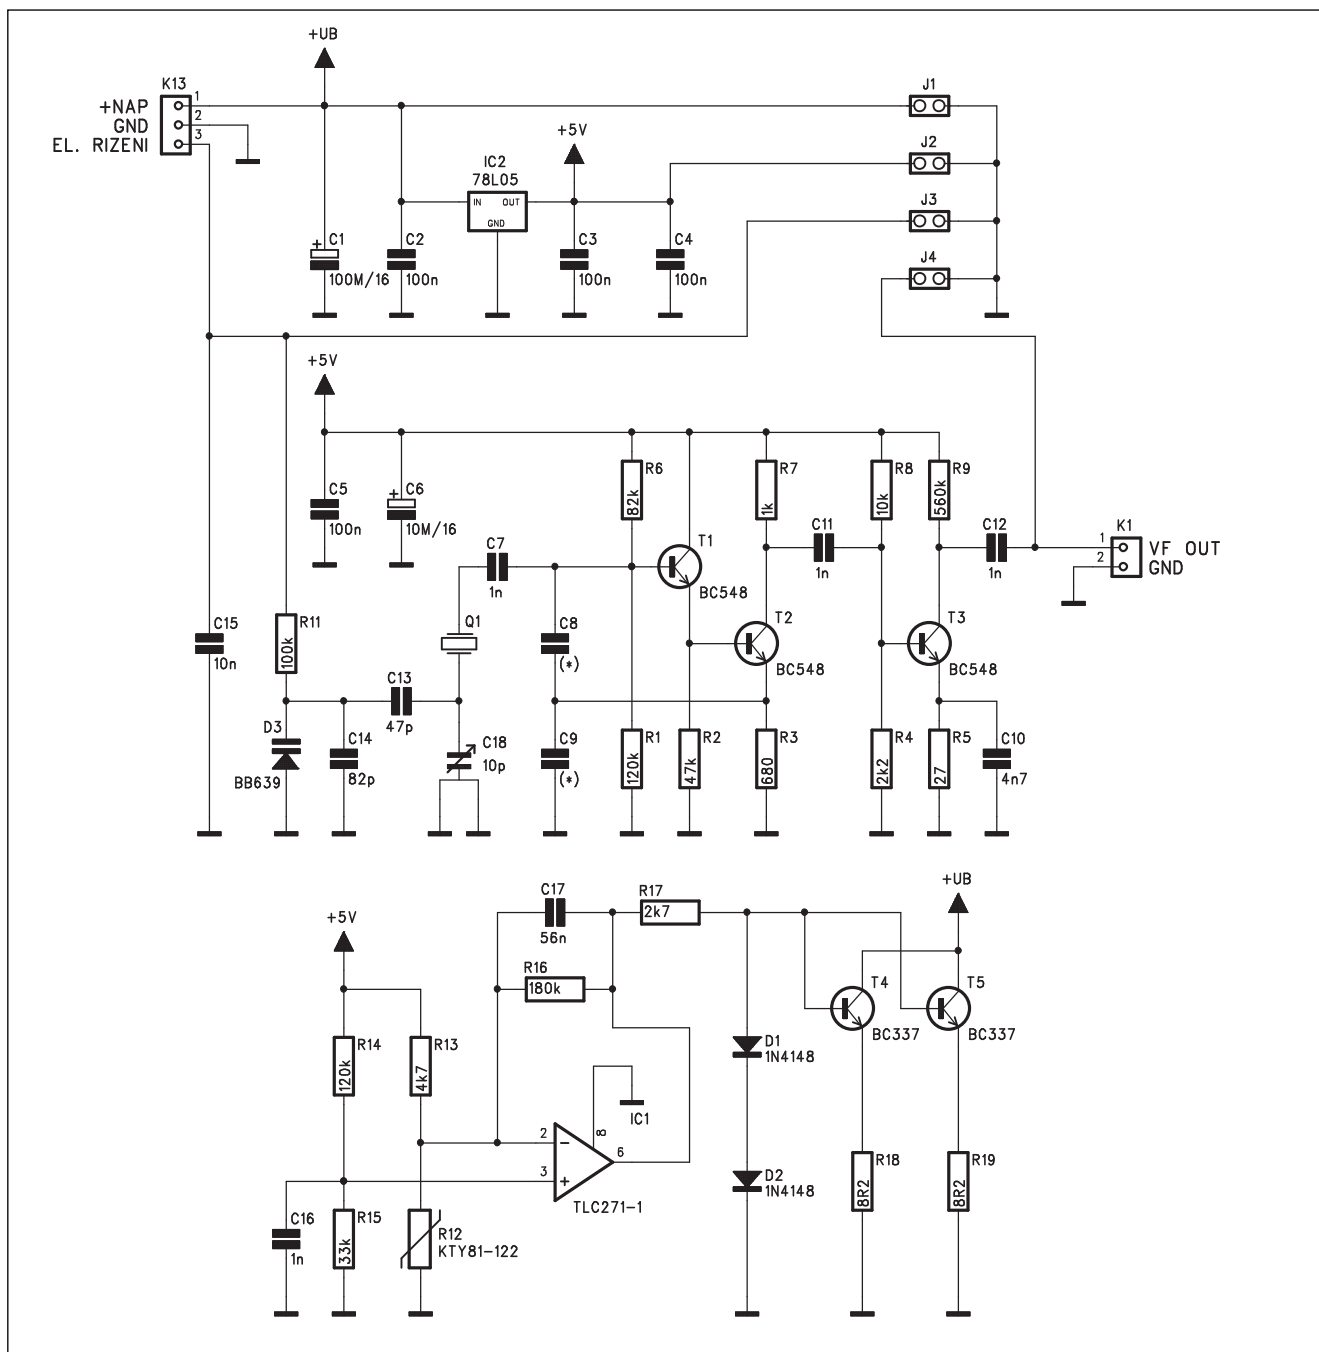 +UB
K13
1
+NAP
2
GND
3
EL. RIZENI
J1
J2
J3
J4
+5V
IC2
78L05
IN OUT
GND
C1
100M/16
C2
100n
C3
100n
C4
100n
+5V
C5
100n
C6
10M/16
R6
82k
R7
1k
R8
10k
R9
560k
C7
1n
T1
BC548
C11
1n
C12
1n
K1
1
VF OUT
2
GND
C15
10n
R11
100k
Q1
C8
(*)
T2
BC548
T3
BC548
C13
47p
D3
BB639
C14
82p
C18
10p
C9
(*)
R1
120k
R2
47k
R3
680
R4
2k2
R5
27
C10
4n7
+5V
C17
56n
R17
2k7
+UB
R16
180k
T4
BC337
T5
BC337
R14
120k
R13
4k7
D1
1N4148
IC1
8
2
-
6
3
+
TLC271-1
D2
1N4148
R18
8R2
R19
8R2
C16
1n
R15
33k
R12
KTY81-122